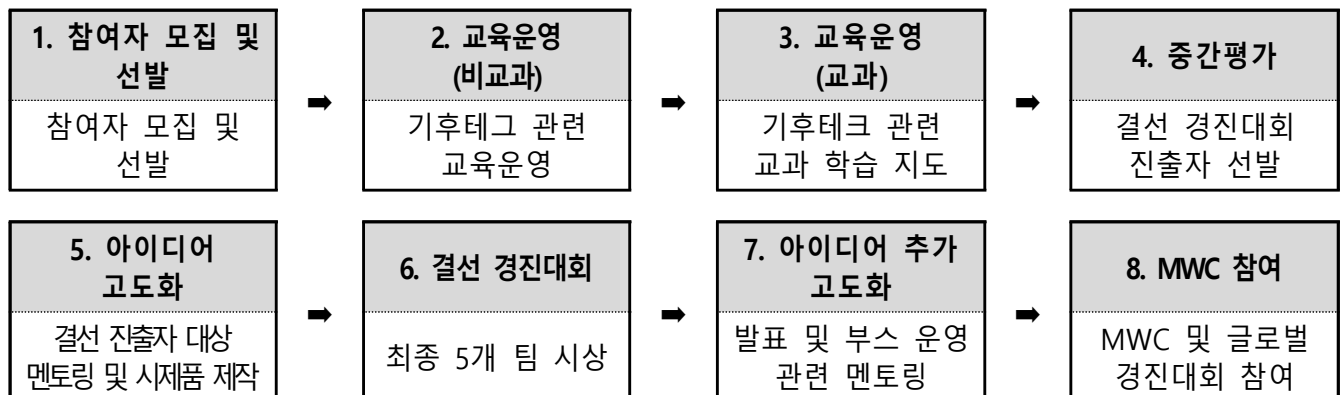 1. 참여자 모집 및
선발
참여자 모집 및
선발
➡
2. 교육운영
(비교과)
기후테그 관련
교육운영
➡
3. 교육운영
(교과)
기후테크 관련
교과 학습 지도
➡
4. 중간평가
결선 경진대회
진출자 선발
5. 아이디어
고도화
결선 진출자 대상
멘토링 및 시제품 제작
➡
6. 결선 경진대회
최종 5개 팀 시상
➡
7. 아이디어 추가
고도화
발표 및 부스 운영
관련 멘토링
➡
8. MWC 참여
MWC 및 글로벌
경진대회 참여